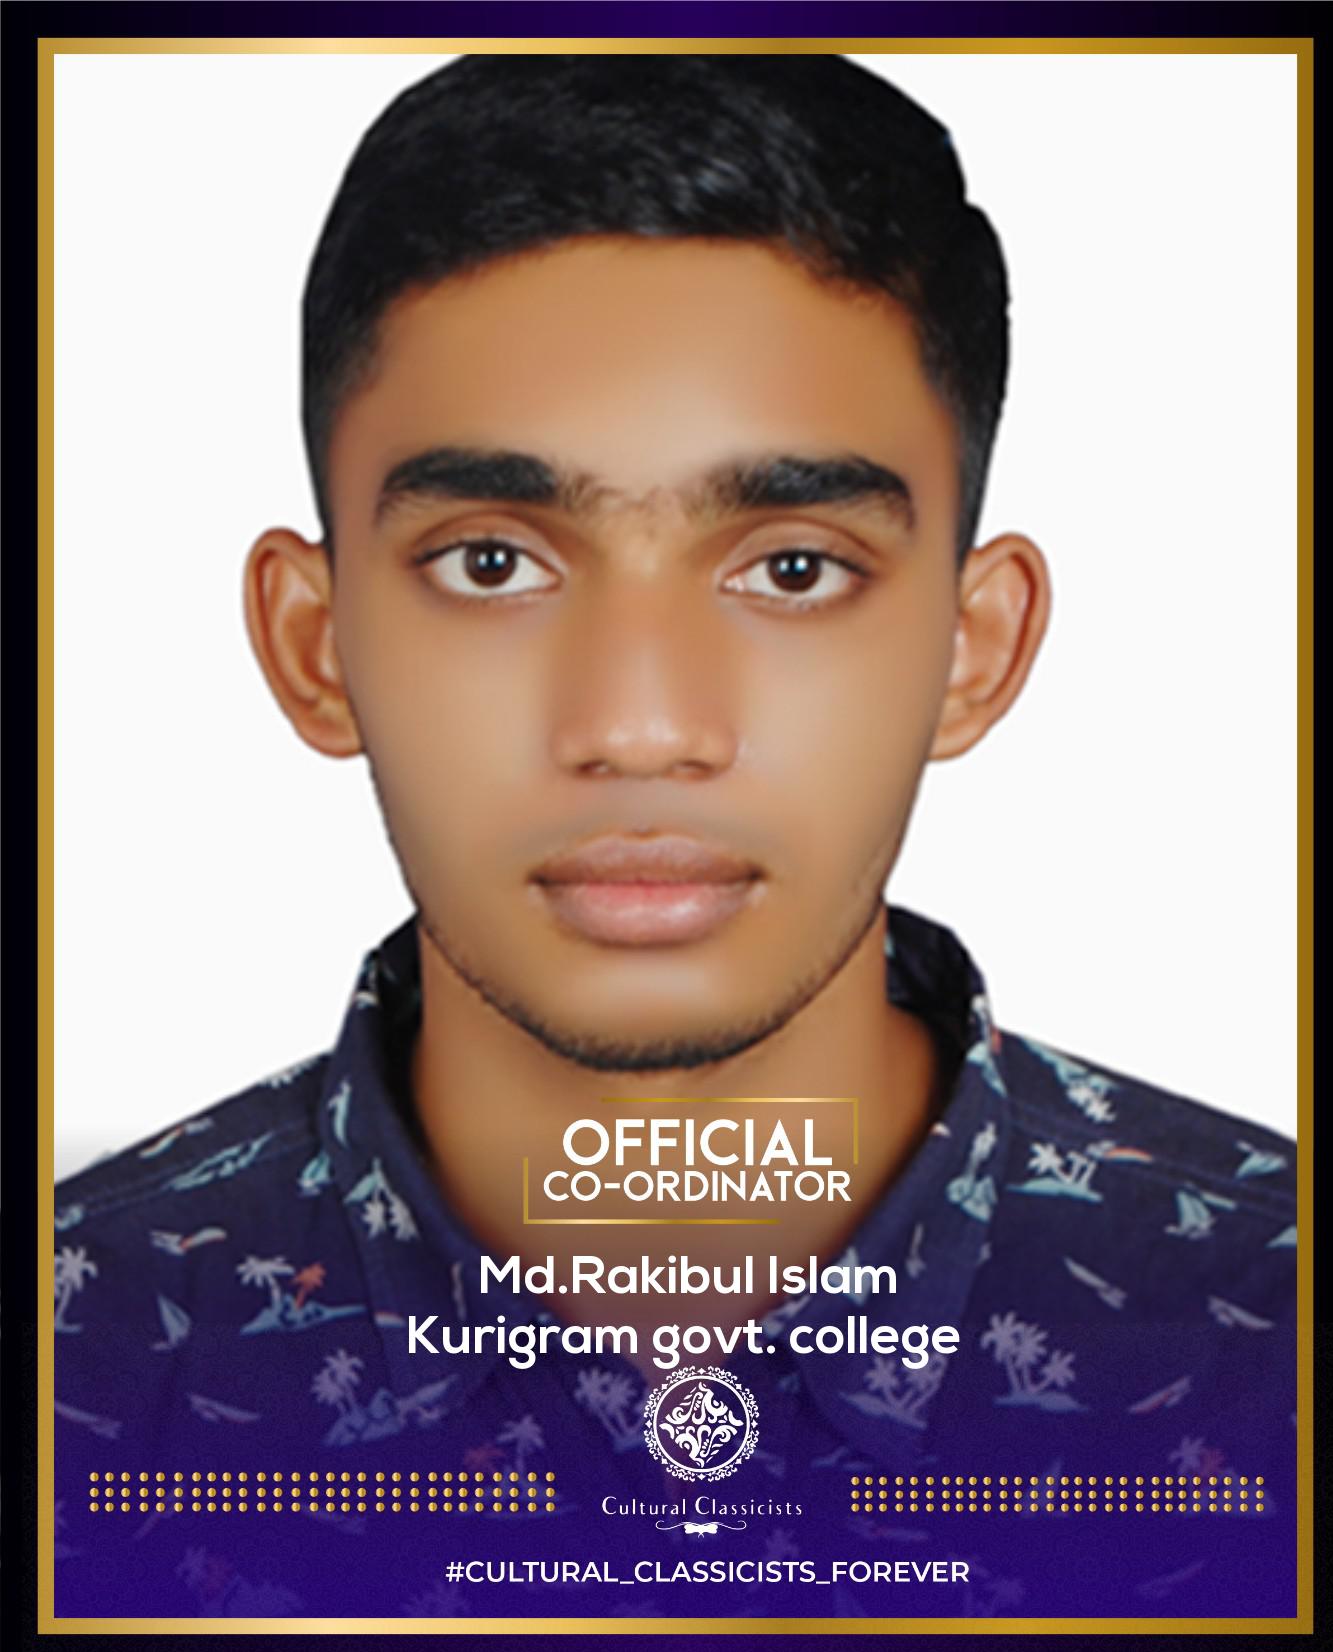 OFFICIAL
CO-ORDINATOR
Md.Rakibul Islam
Kurigram govt. college
Cultural Classicists
#CULTURAL_CLASSICISTS_FOREVER